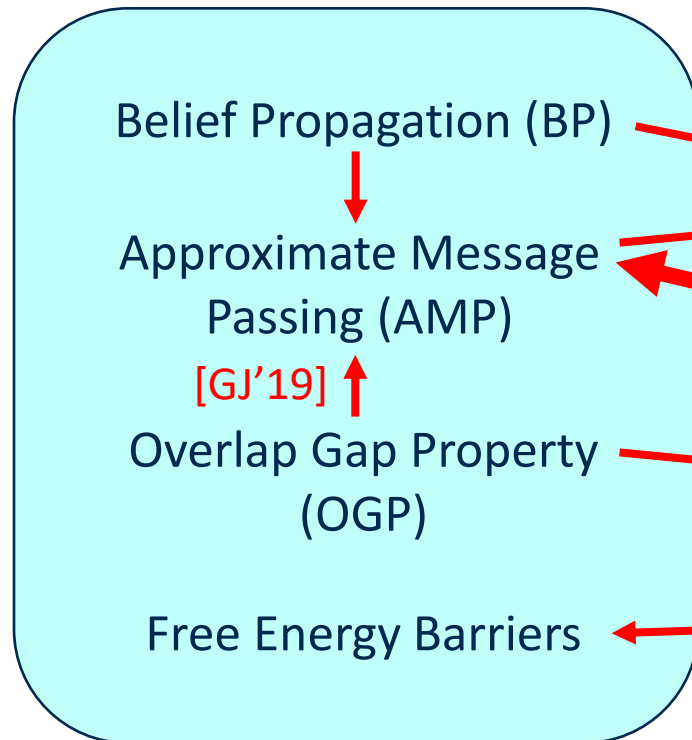 Belief Propagation (BP)
Approximate Message
Passing (AMP)
[GJ’19]
Overlap Gap Property
(OGP)
Free Energy Barriers